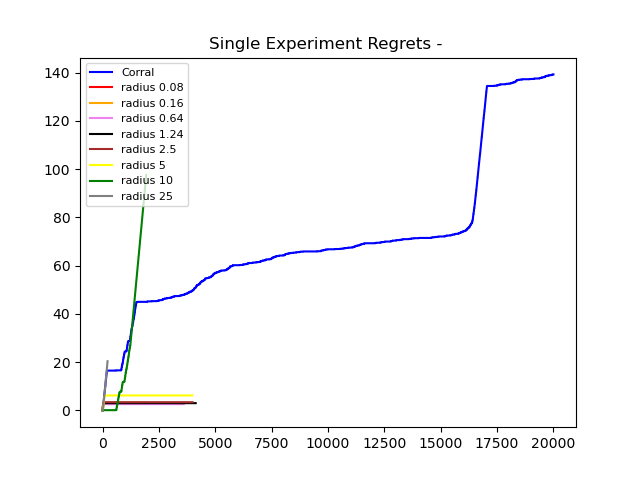 Single Experiment Regrets -
140
120
100
80
60
40
20
0
Corral
radius 0.08
radius 0.16
radius 0.64
radius 1.24
radius 2.5
radius 5
radius 10
radius 25
0 2500 5000 7500 10000 12500 15000 17500 20000